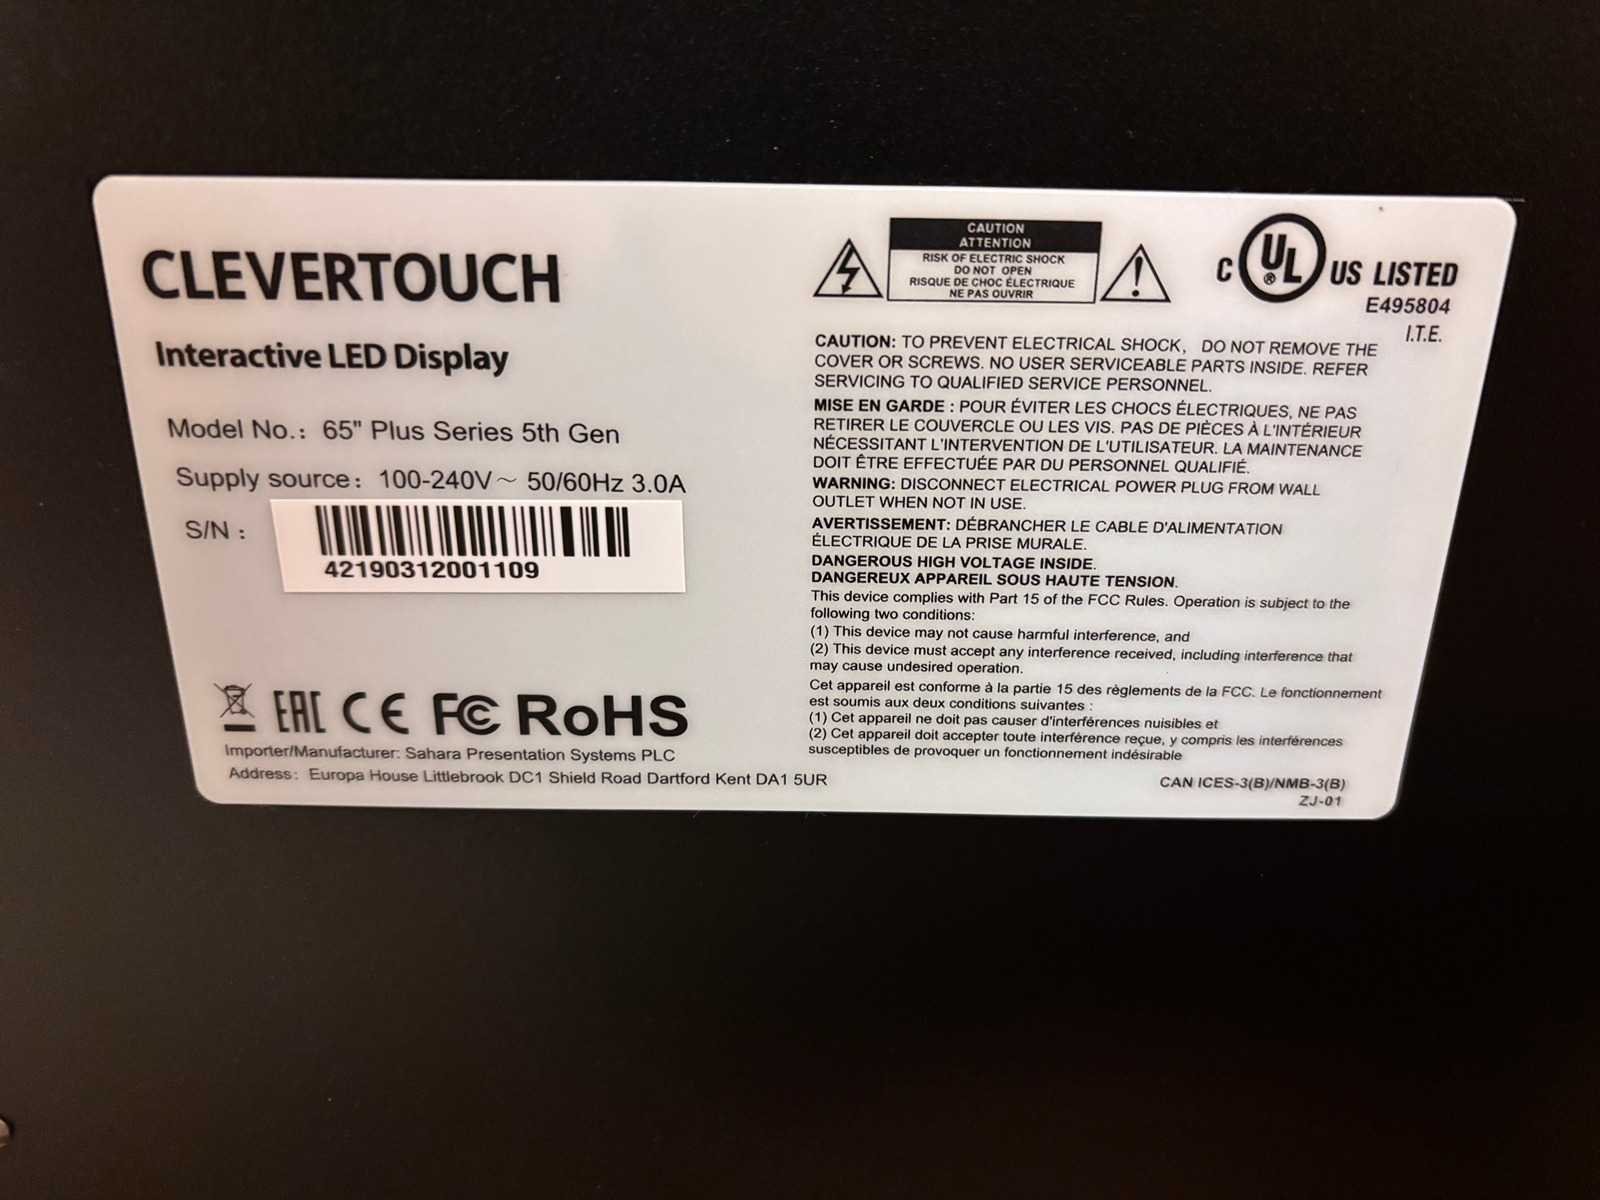 CLEVERTOUCH
Interactive LED Display
Model No.: 65" Plus Series 5th Gen
Supply source: 100-240V~ 50/60Hz 3.0A
S/N :
42190312001109
EAC CE FC RoHS
Importer/Manufacturer: Sahara Presentation Systems PLC
Address: Europa House Littlebrook DC1 Shield Road Dartford Kent DA1 5UR
CAUTION
ATTENTION
RISK OF ELECTRIC SHOCK
DO NOT OPEN
RISQUE DE CHOC ÉLECTRIQUE
NE PAS OUVRIR
C UL® US LISTED
E495804
I.T.E.
CAUTION: TO PREVENT ELECTRICAL SHOCK, DO NOT REMOVE THE
COVER OR SCREWS. NO USER SERVICEABLE PARTS INSIDE. REFER
SERVICING TO QUALIFIED SERVICE PERSONNEL.
MISE EN GARDE : POUR ÉVITER LES CHOCS ÉLECTRIQUES, NE PAS
RETIRER LE COUVERCLE OU LES VIS. PAS DE PIÈCES À L'INTÉRIEUR
NÉCESSITANT L'INTERVENTION DE L'UTILISATEUR. LA MAINTENANCE
DOIT ÊTRE EFFECTUÉE PAR DU PERSONNEL QUALIFIÉ.
WARNING: DISCONNECT ELECTRICAL POWER PLUG FROM WALL
OUTLET WHEN NOT IN USE.
AVERTISSEMENT: DÉBRANCHER LE CABLE D'ALIMENTATION
ÉLECTRIQUE DE LA PRISE MURALE.
DANGEROUS HIGH VOLTAGE INSIDE.
DANGEREUX APPAREIL SOUS HAUTE TENSION.
This device complies with Part 15 of the FCC Rules. Operation is subject to the
following two conditions:
(1) This device may not cause harmful interference, and
(2) This device must accept any interference received, including interference that
may cause undesired operation.
Cet appareil est conforme à la partie 15 des règlements de la FCC. Le fonctionnement
est soumis aux deux conditions suivantes :
(1) Cet appareil ne doit pas causer d'interférences nuisibles et
(2) Cet appareil doit accepter toute interférence reçue, y compris les interférences
susceptibles de provoquer un fonctionnement indésirable
CAN ICES-3(B)/NMB-3(B)
ZJ-01